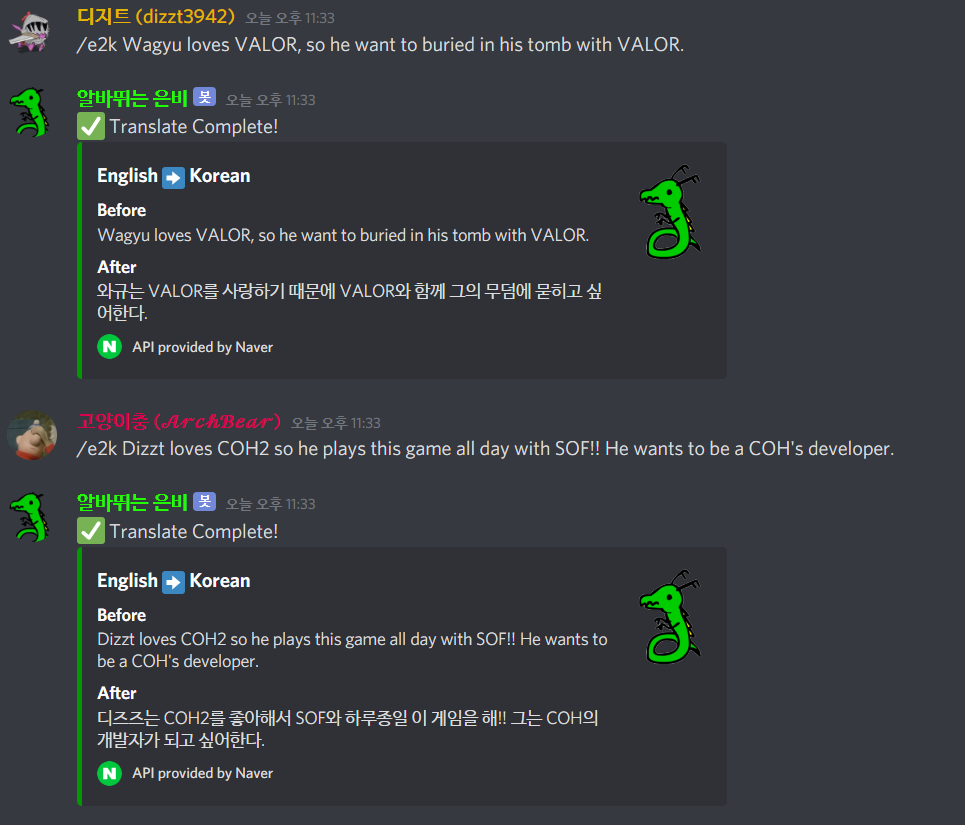 디지트 (dizzt3942) 오늘 오후 11:33
/e2k Wagyu loves VALOR, so he want to buried in his tomb with VALOR.
알바뛰는 은비 봇 오늘 오후 11:33
✅ Translate Complete!
English ➡ Korean
Before
Wagyu loves VALOR, so he want to buried in his tomb with VALOR.
After
와규는 VALOR를 사랑하기 때문에 VALOR와 함께 그의 무덤에 묻히고 싶
어한다.
N API provided by Naver
고양이충 (𝓐𝓻𝓬𝓱𝓑𝓮𝓪𝓻) 오늘 오후 11:33
/e2k Dizzt loves COH2 so he plays this game all day with SOF!! He wants to be a COH's developer.
알바뛰는 은비 봇 오늘 오후 11:33
✅ Translate Complete!
English ➡ Korean
Before
Dizzt loves COH2 so he plays this game all day with SOF!! He wants to
be a COH's developer.
After
디즈즈는 COH2를 좋아해서 SOF와 하루종일 이 게임을 해!! 그는 COH의
개발자가 되고 싶어한다.
N API provided by Naver